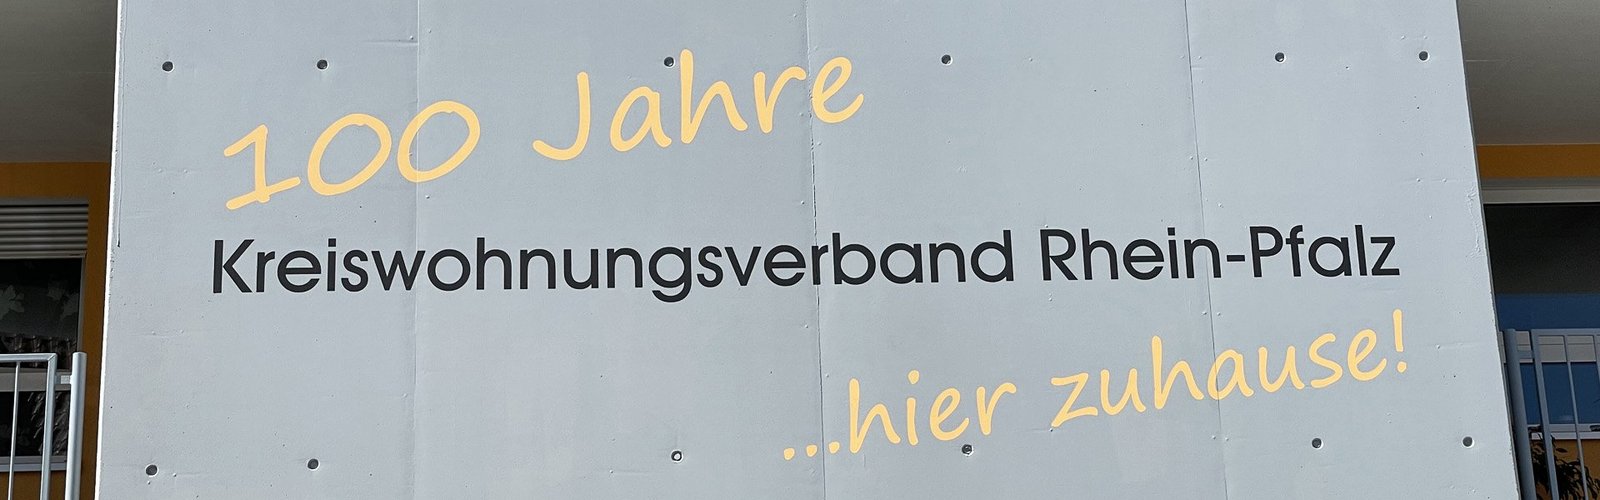 100 Jahre
Kreiswohnungsverband Rhein-Pfalz
...hier zuhause!